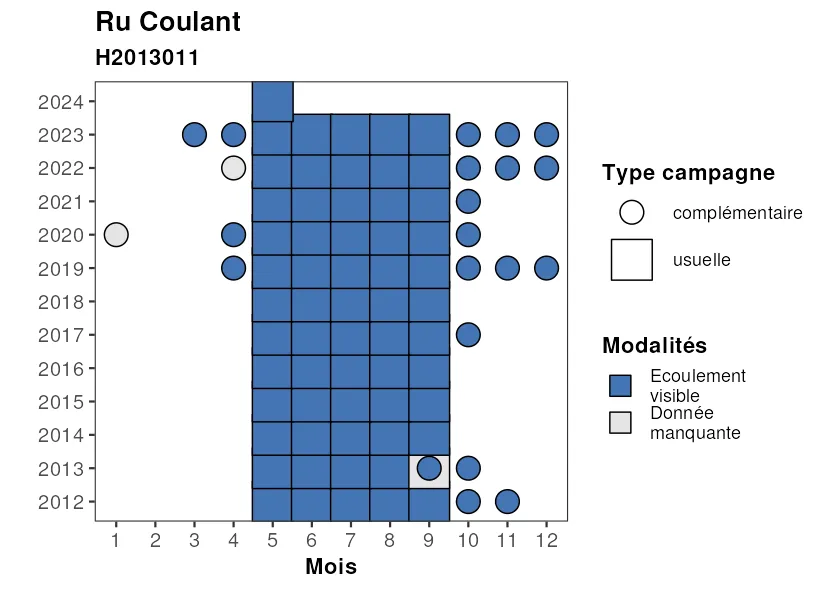 Ru Coulant
H2013011
2024
2023
2022
2021
2020
2019
2018
2017
2016
2015
2014
2013
2012
1 2 3 4 5 6 7 8 9 10 11 12
Mois
Type campagne
complémentaire
usuelle
Modalités
Ecoulement
visible
Donnée
manquante